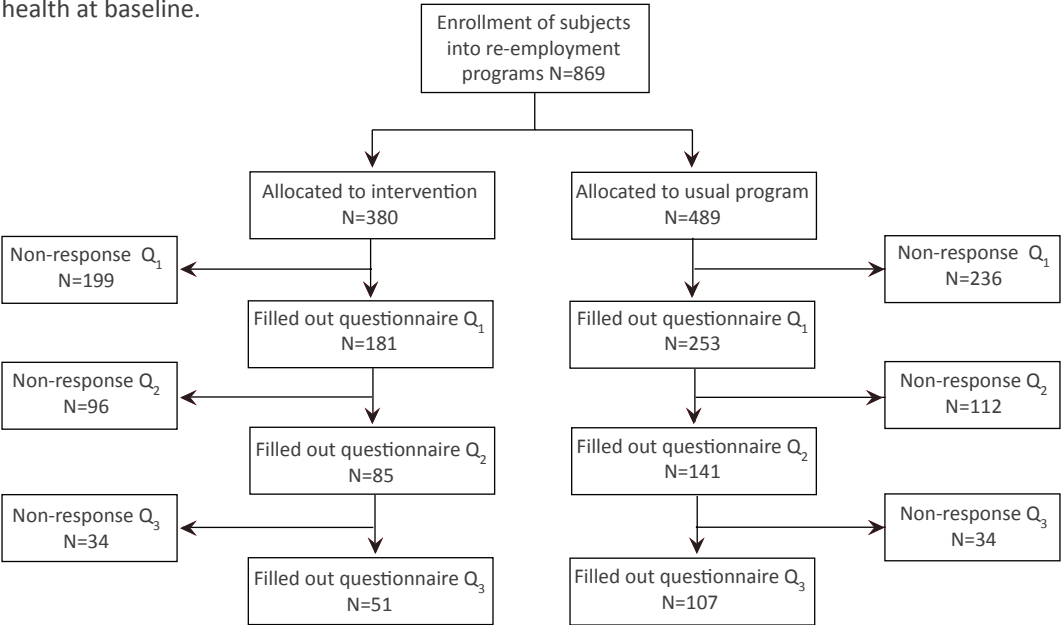 health at baseline.
Enrollment of subjects
into re-employment
programs N=869
Allocated to intervention
N=380
Allocated to usual program
N=489
Non-response Q1
N=199
Non-response Q1
N=236
Filled out questionnaire Q1
N=181
Filled out questionnaire Q1
N=253
Non-response Q2
N=96
Non-response Q2
N=112
Filled out questionnaire Q2
N=85
Filled out questionnaire Q2
N=141
Non-response Q3
N=34
Non-response Q3
N=34
Filled out questionnaire Q3
N=51
Filled out questionnaire Q3
N=107